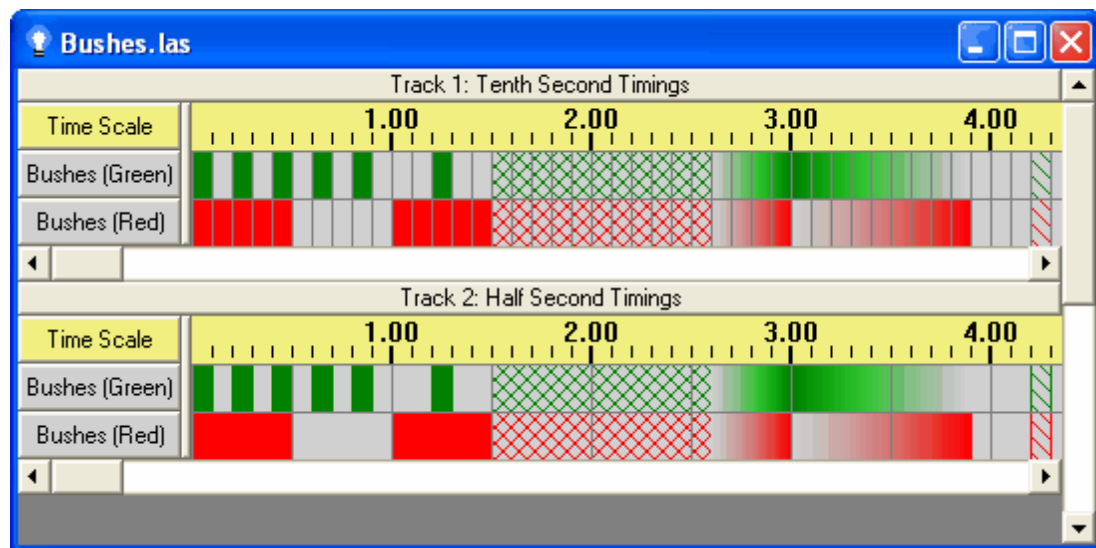 Bushes.las
Track 1: Tenth Second Timings
Time Scale 1.00 2.00 3.00 4.00
Bushes (Green)
Bushes (Red)
Track 2: Half Second Timings
Time Scale 1.00 2.00 3.00 4.00
Bushes (Green)
Bushes (Red)